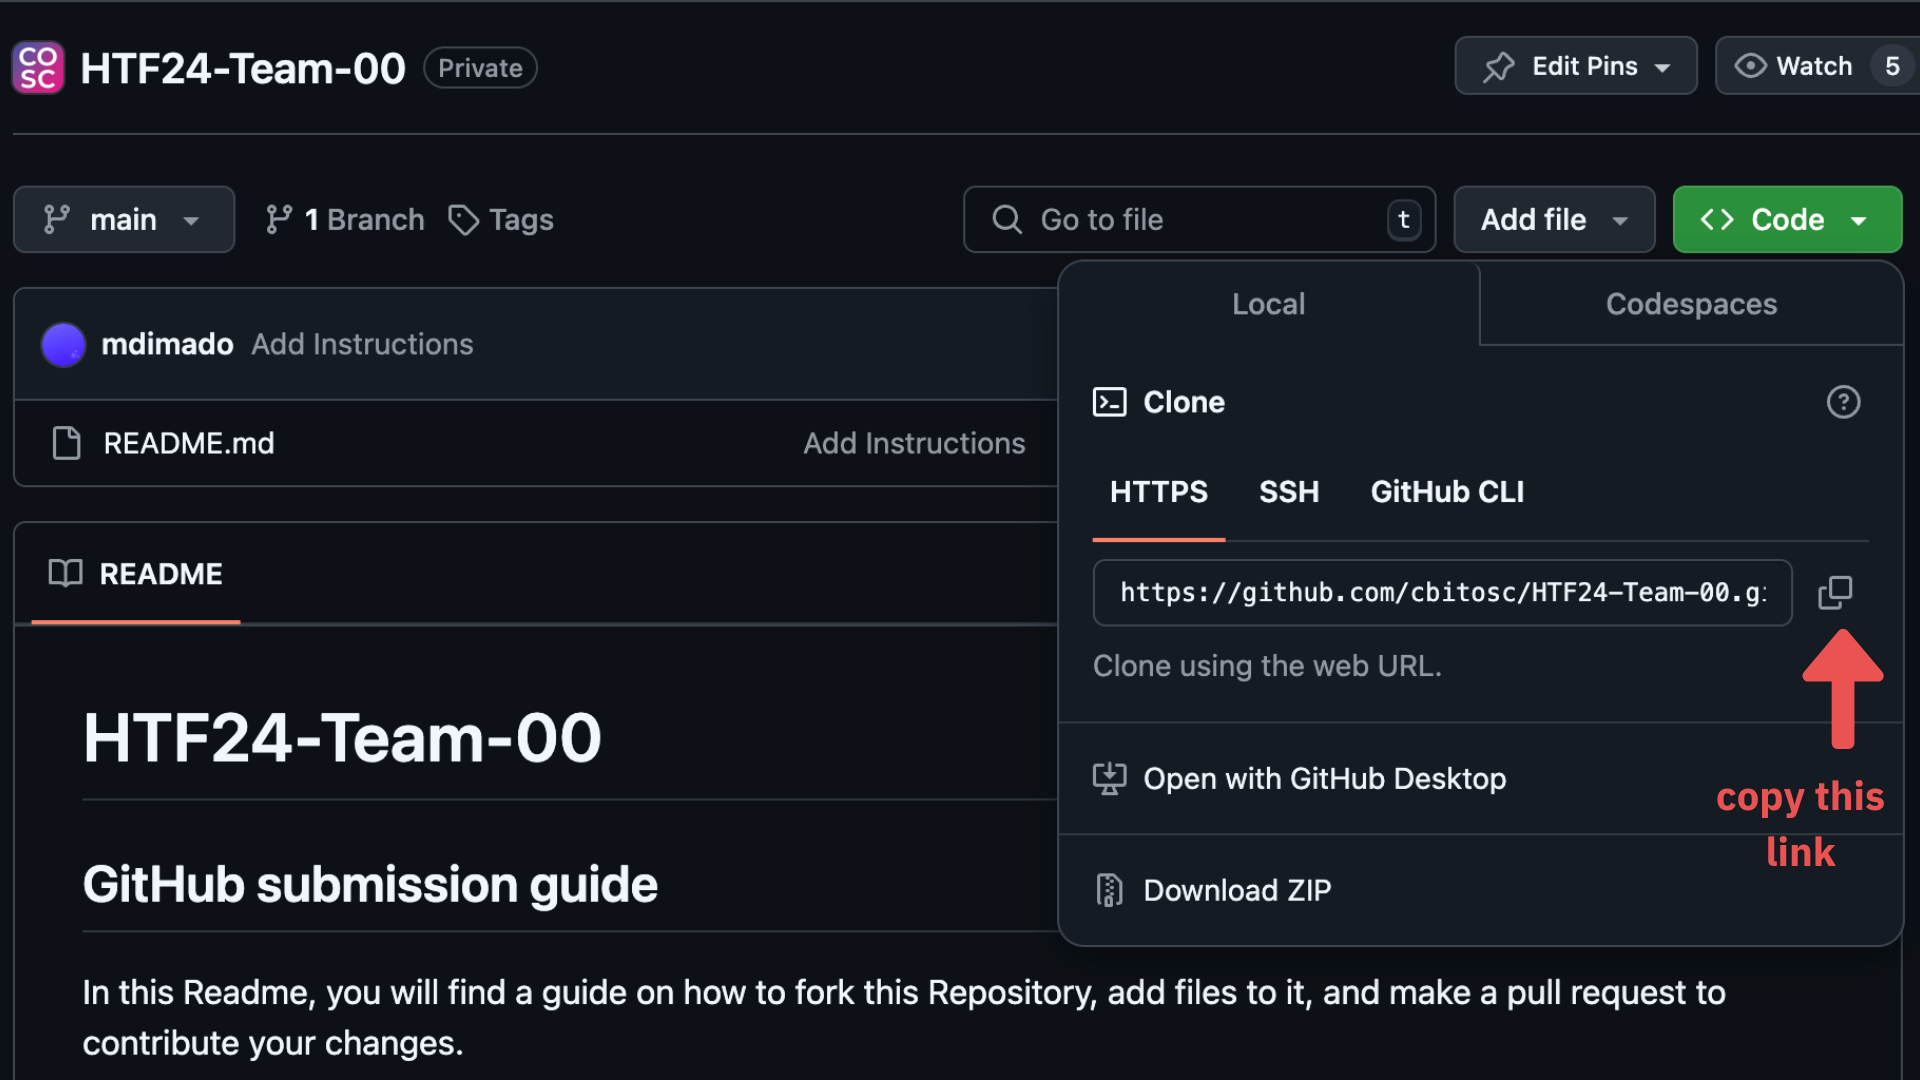 CO
SC
HTF24-Team-00 Private
Edit Pins
Watch 5
main
1 Branch
Tags
Go to file t
Add file
<> Code
mdimado Add Instructions
README.md Add Instructions
README
HTF24-Team-00
GitHub submission guide
In this Readme, you will find a guide on how to fork this Repository, add files to it, and make a pull request to
contribute your changes.
Local
Codespaces
Clone
HTTPS SSH GitHub CLI
https://github.com/cbitosc/HTF24-Team-00.g
Clone using the web URL.
Open with GitHub Desktop
Download ZIP
copy this
link